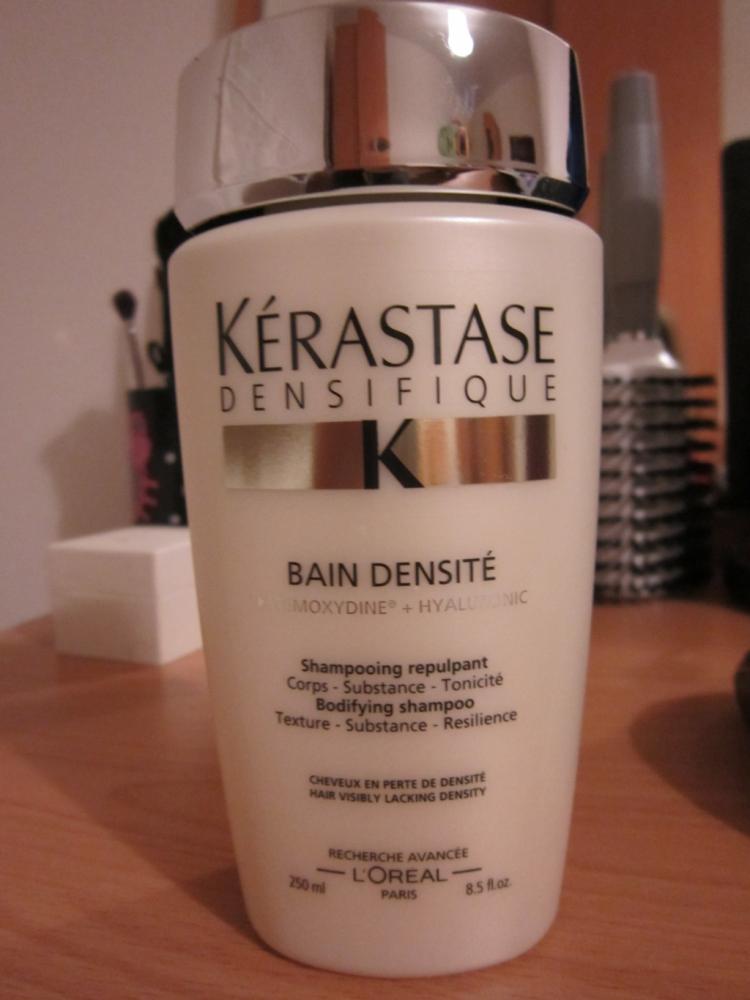 KÉRASTASE
DENSIFIQUE
K
BAIN DENSITÉ
+
Shampooing repulpant
Corps - Substance - Tonicité
Bodifying shampoo
Texture - Substance - Resilience
CHEVEUX EN PERTE DE DENSITÉ
HAIR VISIBLY LACKING DENSITY
RECHERCHE AVANCÉE
L'ORÉAL
250 ml PARIS 8.5 fl.oz.